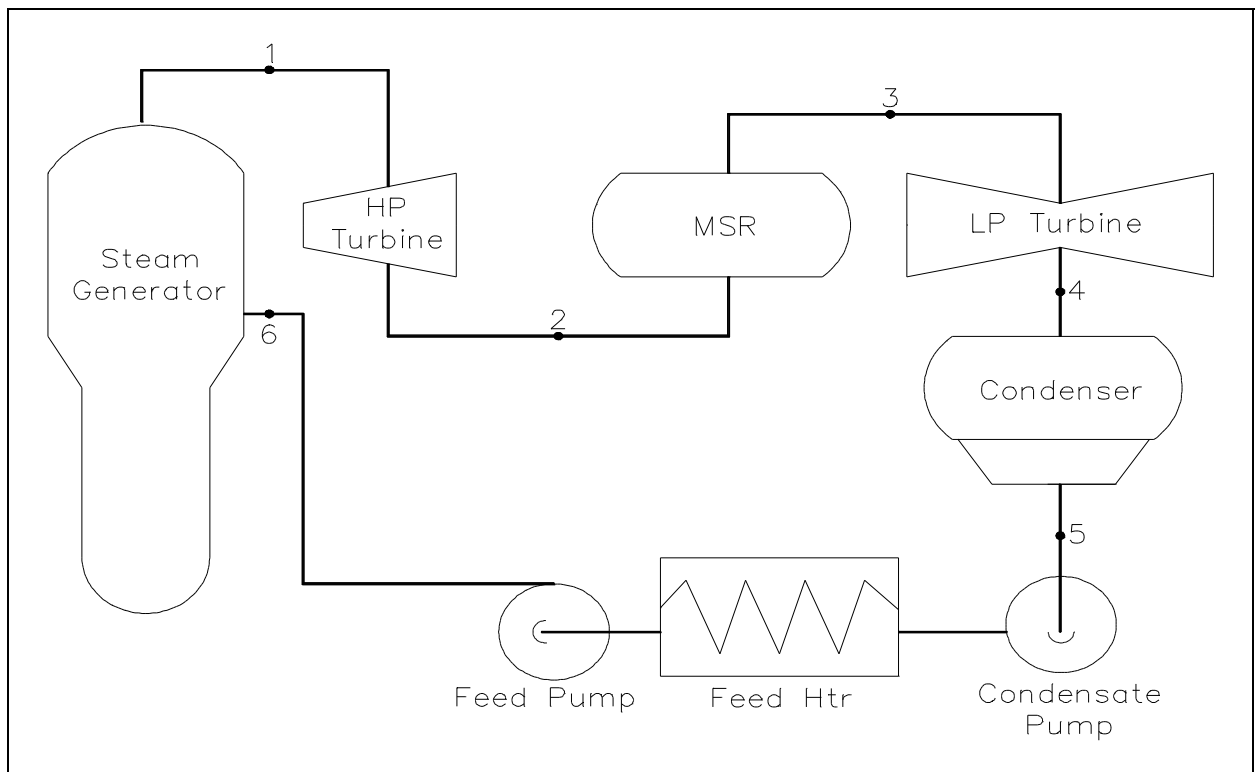 1
3
HP
Turbine
MSR
LP Turbine
Steam
Generator
4
2
6
Condenser
5
Feed Pump
Feed Htr
Condensate
Pump